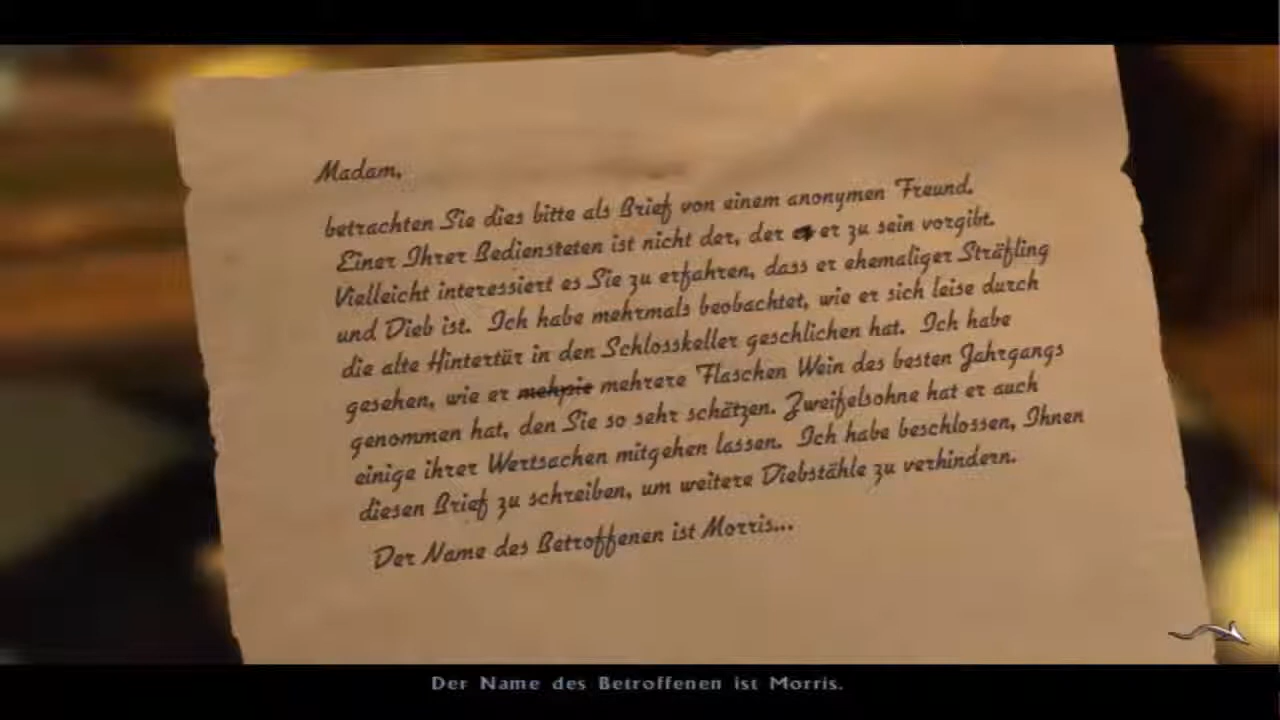 Madam,
betrachten Sie dies bitte als Brief von einem anonymen Freund.
Einer Ihrer Bediensteten ist nicht der, der er zu sein vorgibt.
Vielleicht interessiert es Sie zu erfahren, dass er ehemaliger Sträfling
und Dieb ist. Ich habe mehrmals beobachtet, wie er sich leise durch
die alte Hintertür in den Schlosskeller geschlichen hat. Ich habe
gesehen, wie er mehrere Flaschen Wein des besten Jahrgangs
genommen hat, den Sie so sehr schätzen. Zweifelsohne hat er auch
einige ihrer Wertsachen mitgehen lassen. Ich habe beschlossen, Ihnen
diesen Brief zu schreiben, um weitere Diebstähle zu verhindern.
Der Name des Betroffenen ist Morris...
Der Name des Betroffenen ist Morris.